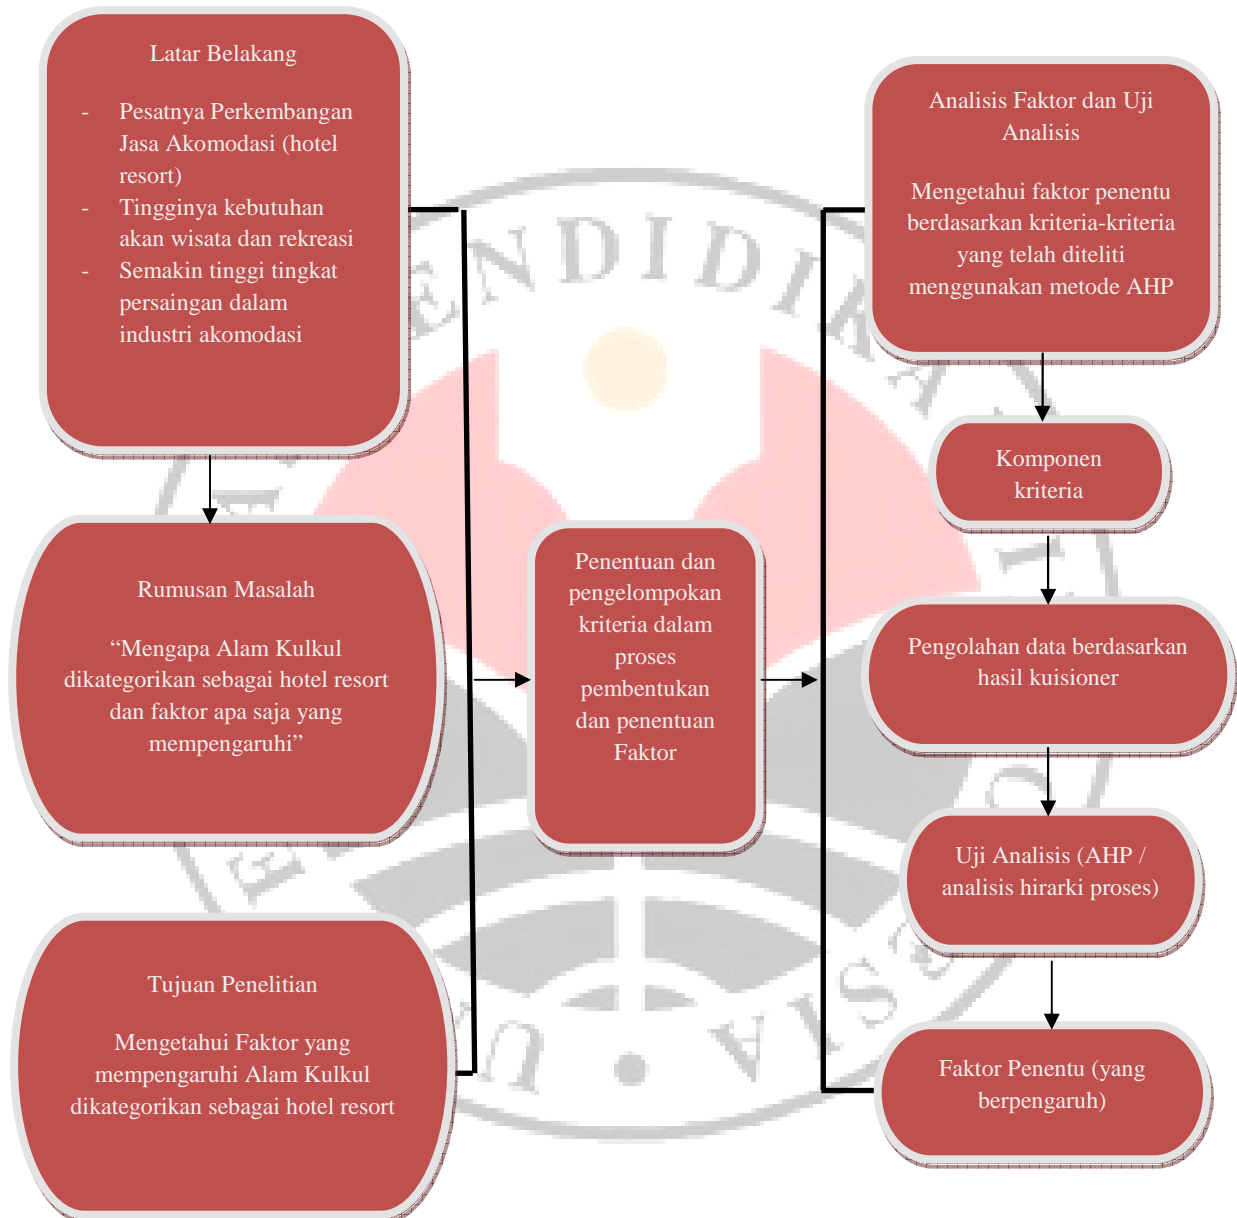 Latar Belakang
- Pesatnya Perkembangan
Jasa Akomodasi (hotel
resort)
- Tingginya kebutuhan
akan wisata dan rekreasi
- Semakin tinggi tingkat
persaingan dalam
industri akomodasi
Rumusan Masalah
“Mengapa Alam Kulkul
dikategorikan sebagai hotel resort
dan faktor apa saja yang
mempengaruhi”
Tujuan Penelitian
Mengetahui Faktor yang
mempengaruhi Alam Kulkul
dikategorikan sebagai hotel resort
Penentuan dan
pengelompokan
kriteria dalam
proses
pembentukan
dan penentuan
Faktor
Analisis Faktor dan Uji
Analisis
Mengetahui faktor penentu
berdasarkan kriteria-kriteria
yang telah diteliti
menggunakan metode AHP
Komponen
kriteria
Pengolahan data berdasarkan
hasil kuisioner
Uji Analisis (AHP /
analisis hirarki proses)
Faktor Penentu (yang
berpengaruh)